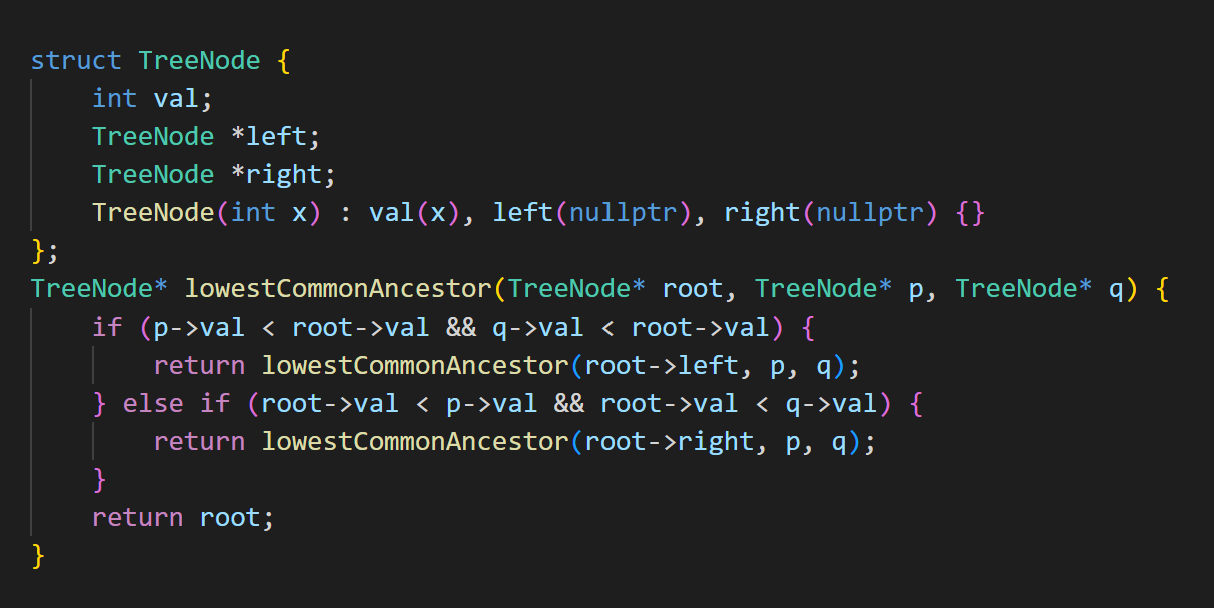 struct TreeNode {
    int val;
    TreeNode *left;
    TreeNode *right;
    TreeNode(int x) : val(x), left(nullptr), right(nullptr) {}
};
TreeNode* lowestCommonAncestor(TreeNode* root, TreeNode* p, TreeNode* q) {
    if (p->val < root->val && q->val < root->val) {
        return lowestCommonAncestor(root->left, p, q);
    } else if (root->val < p->val && root->val < q->val) {
        return lowestCommonAncestor(root->right, p, q);
    }
    return root;
}